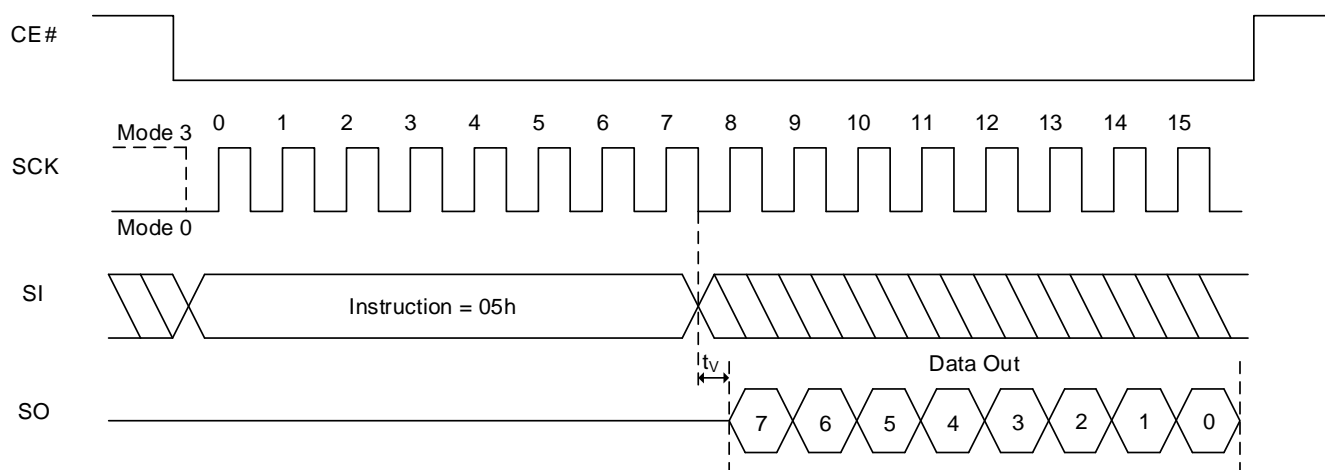 CE#
0 1 2 3 4 5 6 7 8 9 10 11 12 13 14 15
Mode 3
SCK
Mode 0
SI
Instruction = 05h
tV
Data Out
SO
7 6 5 4 3 2 1 0